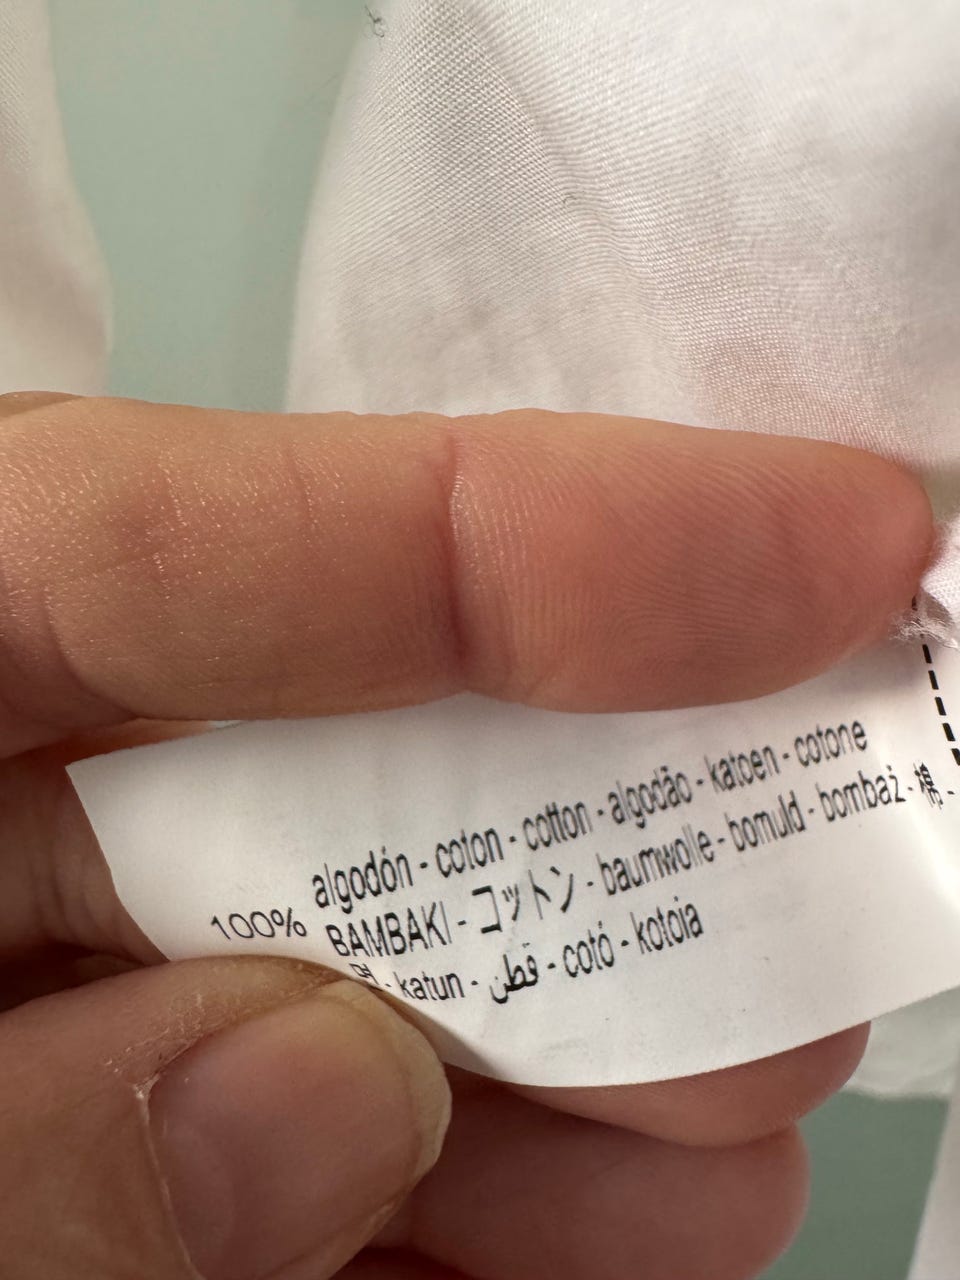 100% algodón - coton - cotton - algodão - katoen - cotone
BAMBAKI - コットン - baumwolle - bomuld - bombaż - 棉 -
면 - katun - قطن - cotó - kotoia